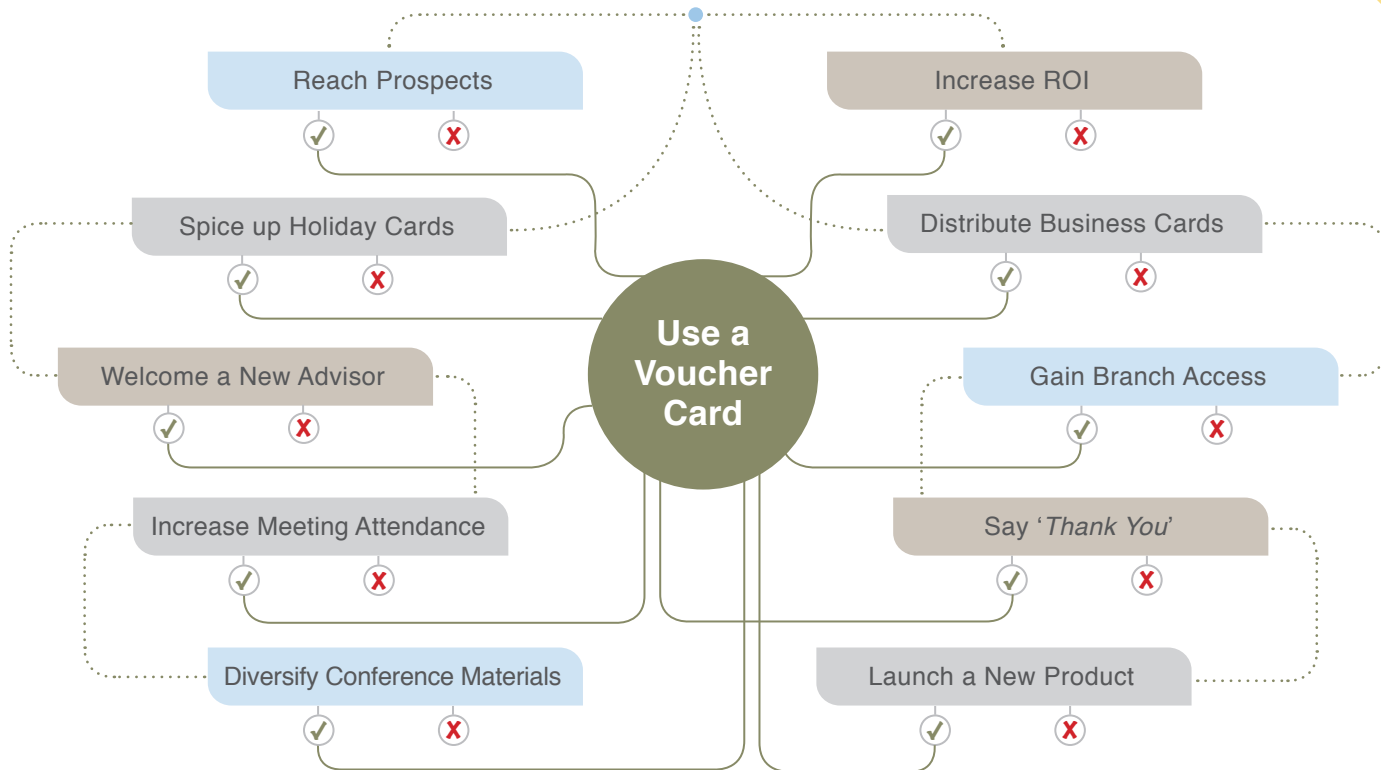 Reach Prospects
Increase ROI
Spice up Holiday Cards
Distribute Business Cards
Use a
Voucher
Card
Welcome a New Advisor
Gain Branch Access
Increase Meeting Attendance
Say ‘Thank You’
Diversify Conference Materials
Launch a New Product